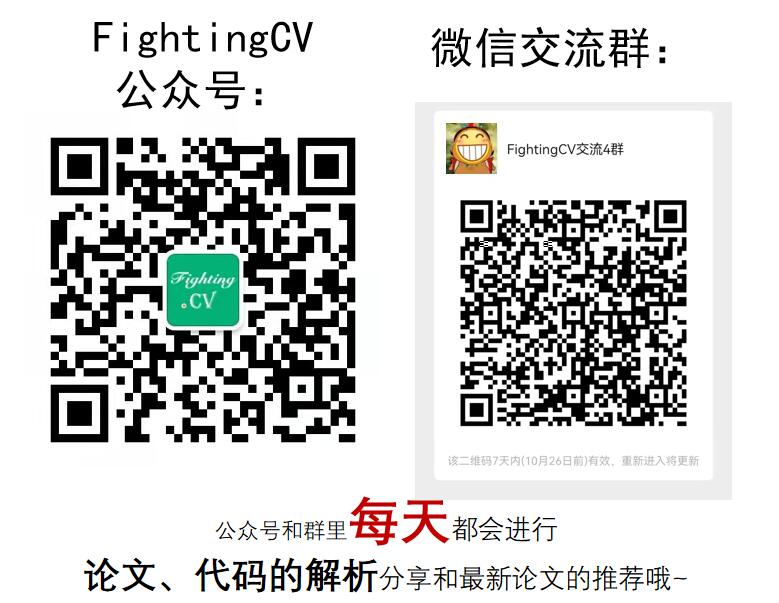 FightingCV
公众号：
微信交流群：
FightingCV交流4群
Fighting
.CV
该二维码7天内(10月26日前)有效，重新进入将更新
公众号和群里每天都会进行
论文、代码的解析分享和最新论文的推荐哦~